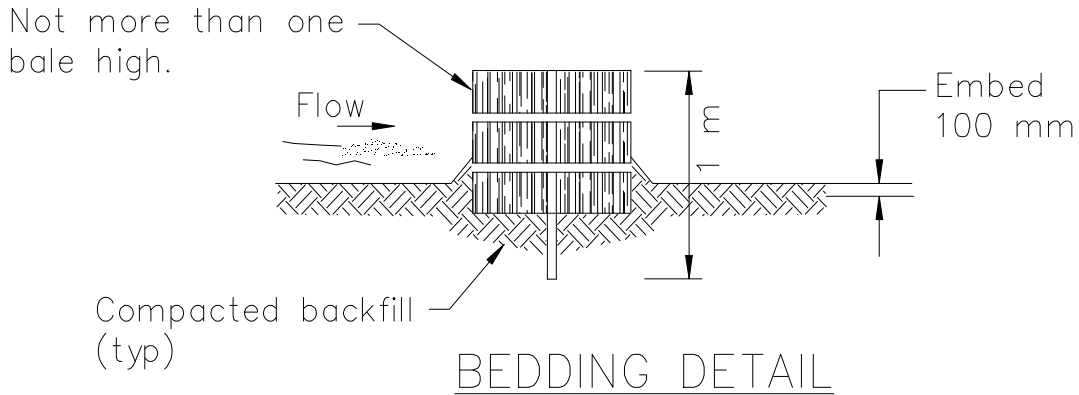 Not more than one
bale high.
Flow
1 m
Embed
100 mm
Compacted backfill
(typ)
BEDDING DETAIL